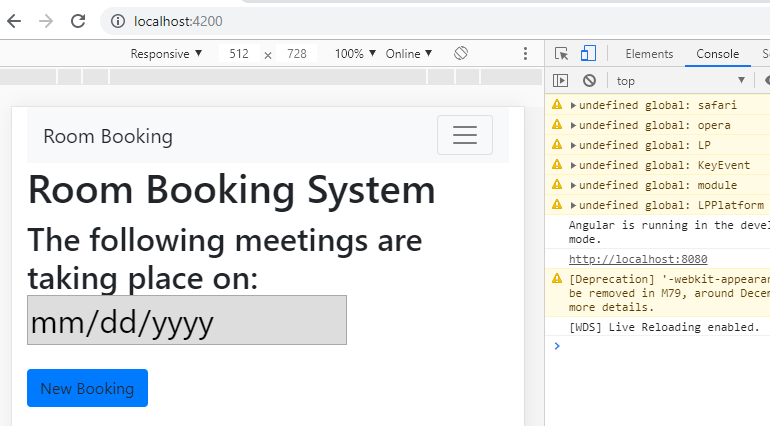 localhost:4200
Responsive ▼ 512 × 728 100% ▼ Online ▼ Elements Console
top ▼
undefined global: safari
undefined global: opera
undefined global: LP
undefined global: KeyEvent
undefined global: module
undefined global: LPPlatform
Angular is running in the devel
mode.
http://localhost:8080
[Deprecation] '-webkit-appearan
be removed in M79, around Decem
more details.
[WDS] Live Reloading enabled.
Room Booking
Room Booking System
The following meetings are
taking place on:
mm/dd/yyyy
New Booking